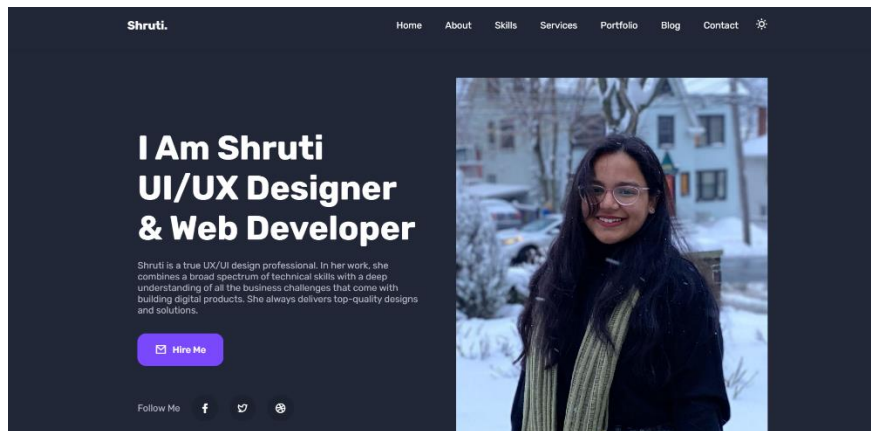 Shruti.
Home About Skills Services Portfolio Blog Contact
I Am Shruti
UI/UX Designer
& Web Developer
Shruti is a true UX/UI design professional. In her work, she
combines a broad spectrum of technical skills with a deep
understanding of all the business challenges that come with
building digital products. She always delivers top-quality designs
and solutions.
Hire Me
Follow Me